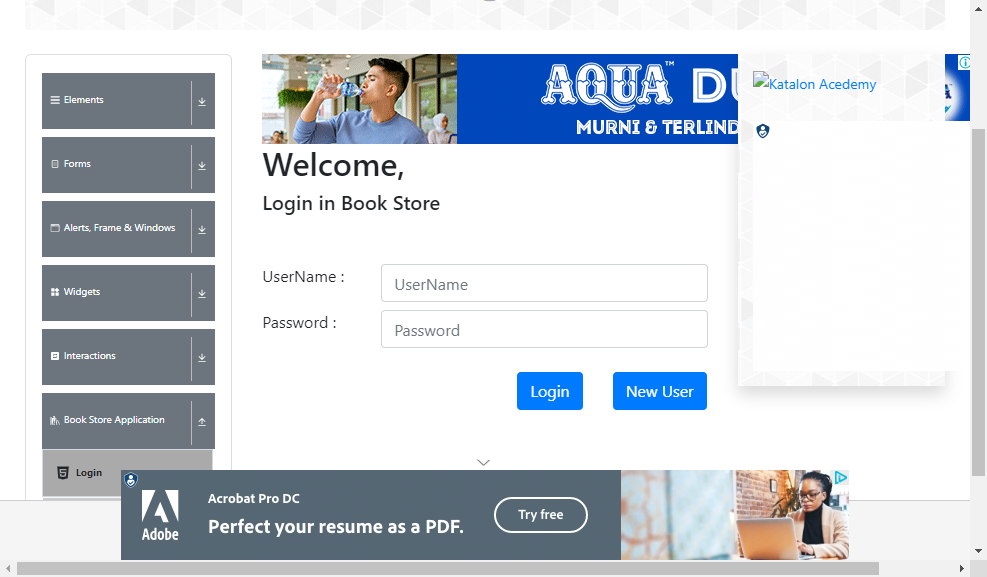 Elements
Forms
Alerts, Frame & Windows
Widgets
Interactions
Book Store Application
Login
AQUA™ DU
MURNI & TERLIND
Katalon Acedemy
Welcome,
Login in Book Store
UserName :
UserName
Password :
Password
Login
New User
Adobe
Acrobat Pro DC
Perfect your resume as a PDF.
Try free